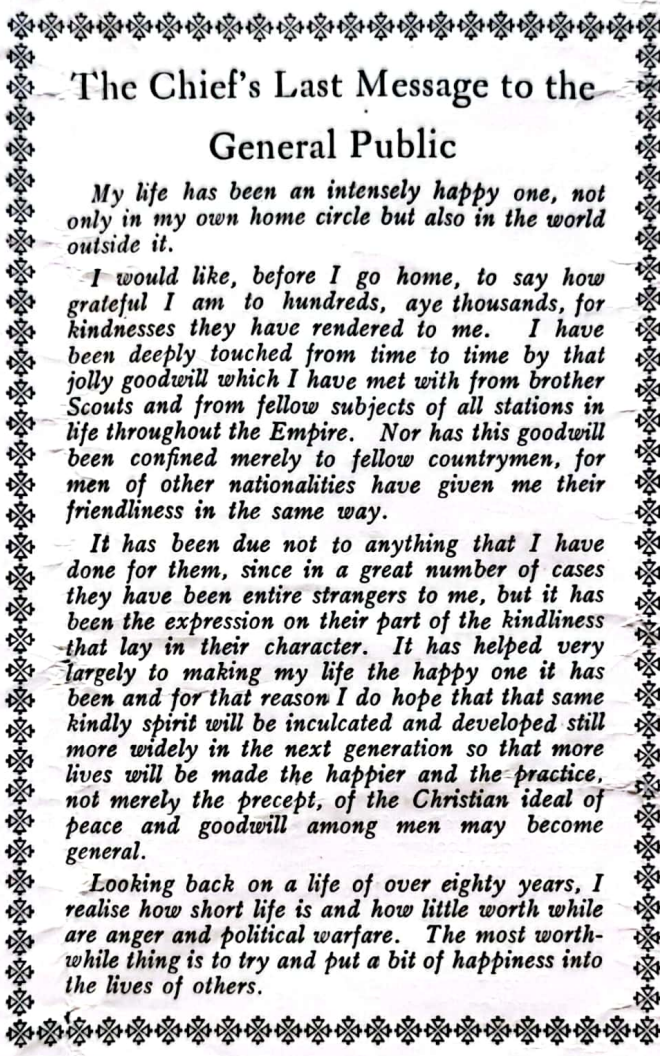 The Chief's Last Message to the
General Public
My life has been an intensely happy one, not
only in my own home circle but also in the world
outside it.
I would like, before I go home, to say how
grateful I am to hundreds, aye thousands, for
kindnesses they have rendered to me. I have
been deeply touched from time to time by that
jolly goodwill which I have met with from brother
Scouts and from fellow subjects of all stations in
life throughout the Empire. Nor has this goodwill
been confined merely to fellow countrymen, for
men of other nationalities have given me their
friendliness in the same way.
It has been due not to anything that I have
done for them, since in a great number of cases
they have been entire strangers to me, but it has
been the expression on their part of the kindliness
that lay in their character. It has helped very
largely to making my life the happy one it has
been and for that reason I do hope that that same
kindly spirit will be inculcated and developed still
more widely in the next generation so that more
lives will be made the happier and the practice,
not merely the precept, of the Christian ideal of
peace and goodwill among men may become
general.
Looking back on a life of over eighty years, I
realise how short life is and how little worth while
are anger and political warfare. The most worth-
while thing is to try and put a bit of happiness into
the lives of others.